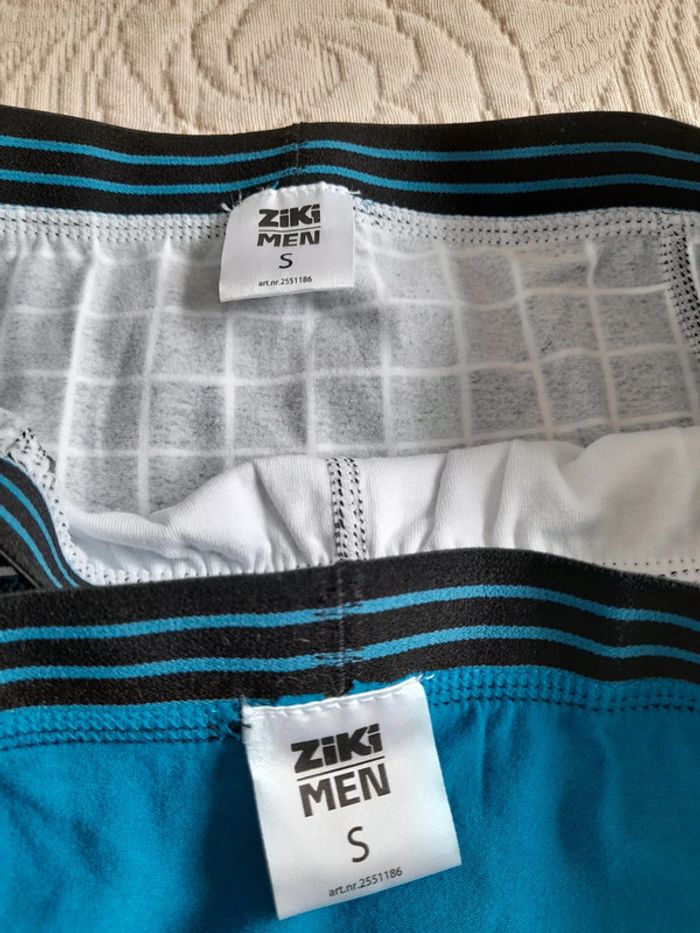 ZiKi
MEN
S
art.nr.2551186
ZiKi
MEN
S
art.nr.2551186